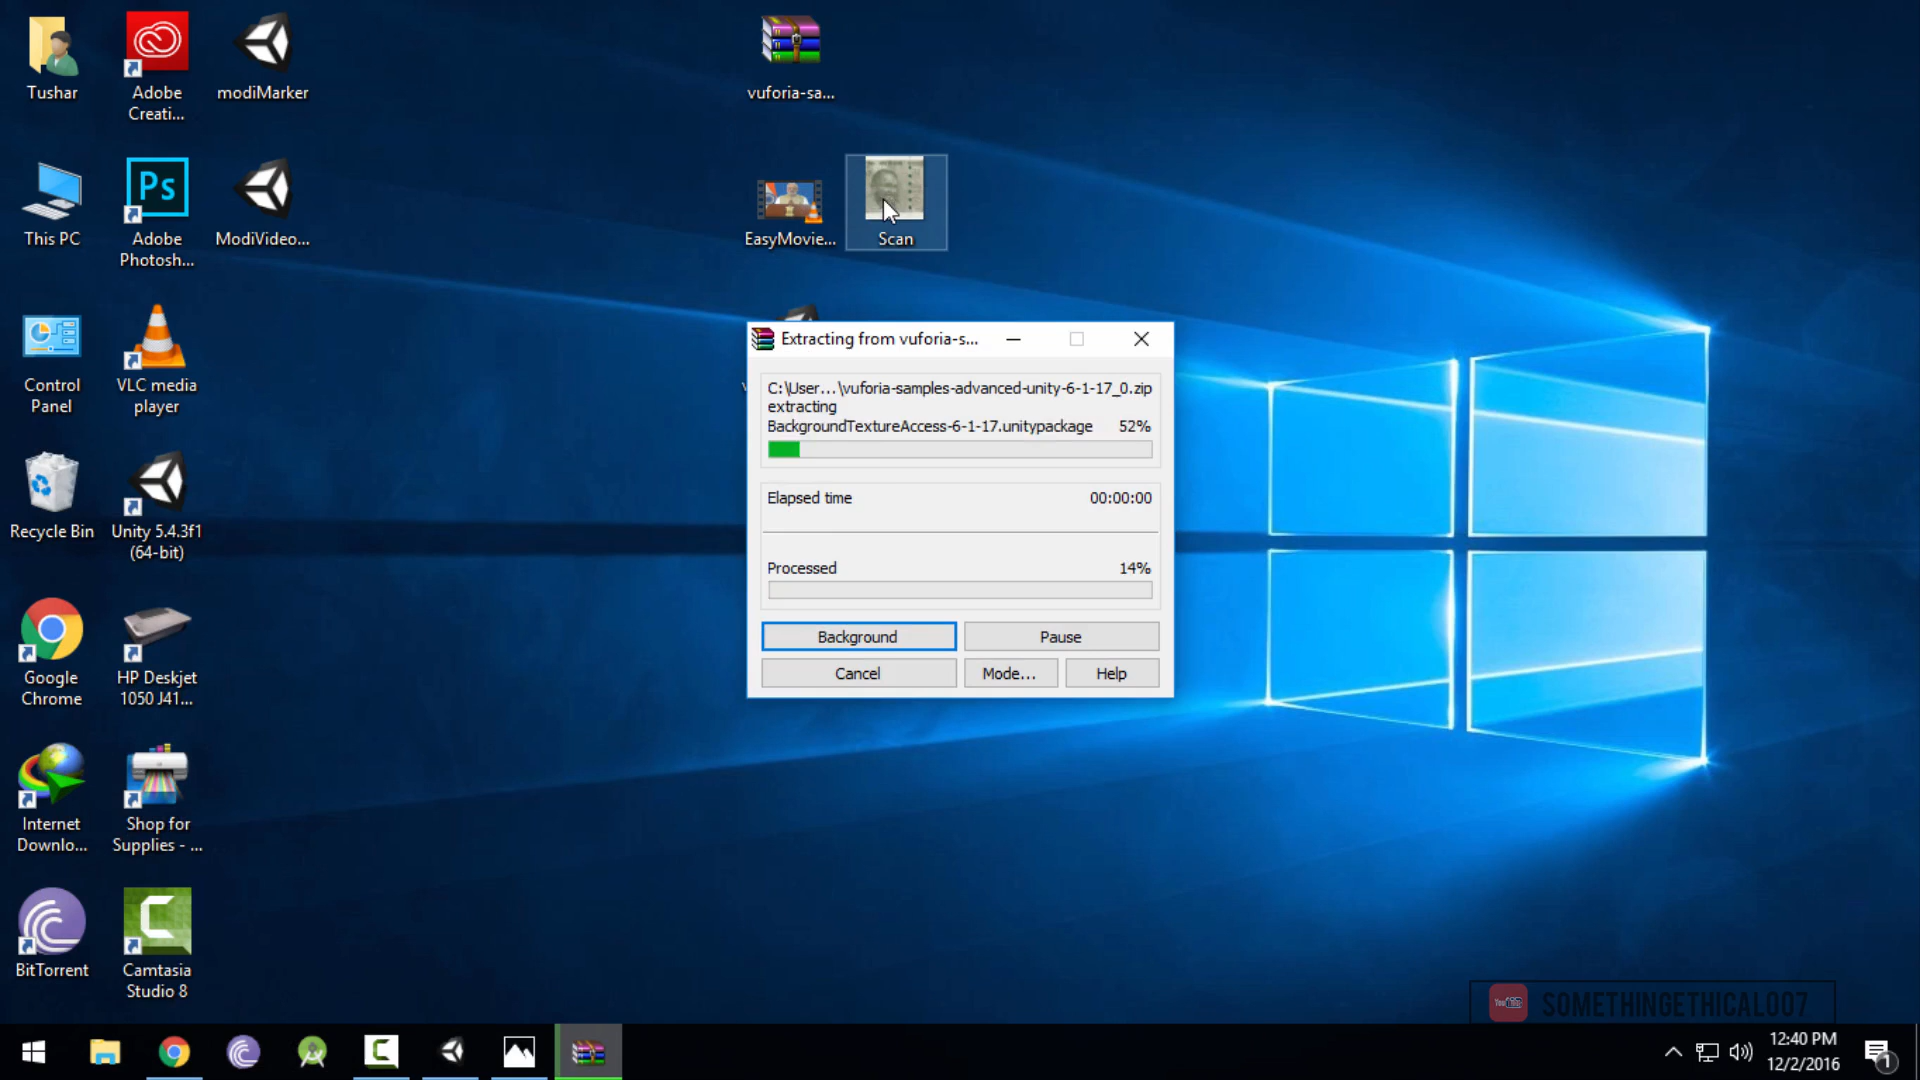 Tushar
Adobe
Creati...
modiMarker
vuforia-sa...
This PC
Ps
Adobe
Photosh...
ModiVideo...
EasyMovie...
Scan
Control
Panel
VLC media
player
Recycle Bin
Unity 5.4.3f1
(64-bit)
Google
Chrome
HP Deskjet
1050 J41...
Internet
Downlo...
Shop for
Supplies - ...
BitTorrent
Camtasia
Studio 8
Extracting from vuforia-s...
C:\User...\vuforia-samples-advanced-unity-6-1-17_0.zip
extracting
BackgroundTextureAccess-6-1-17.unitypackage 52%
Elapsed time 00:00:00
Processed 14%
Background Pause
Cancel Mode... Help
YouTube SOMETHINGETHICAL007
12:40 PM
12/2/2016
1